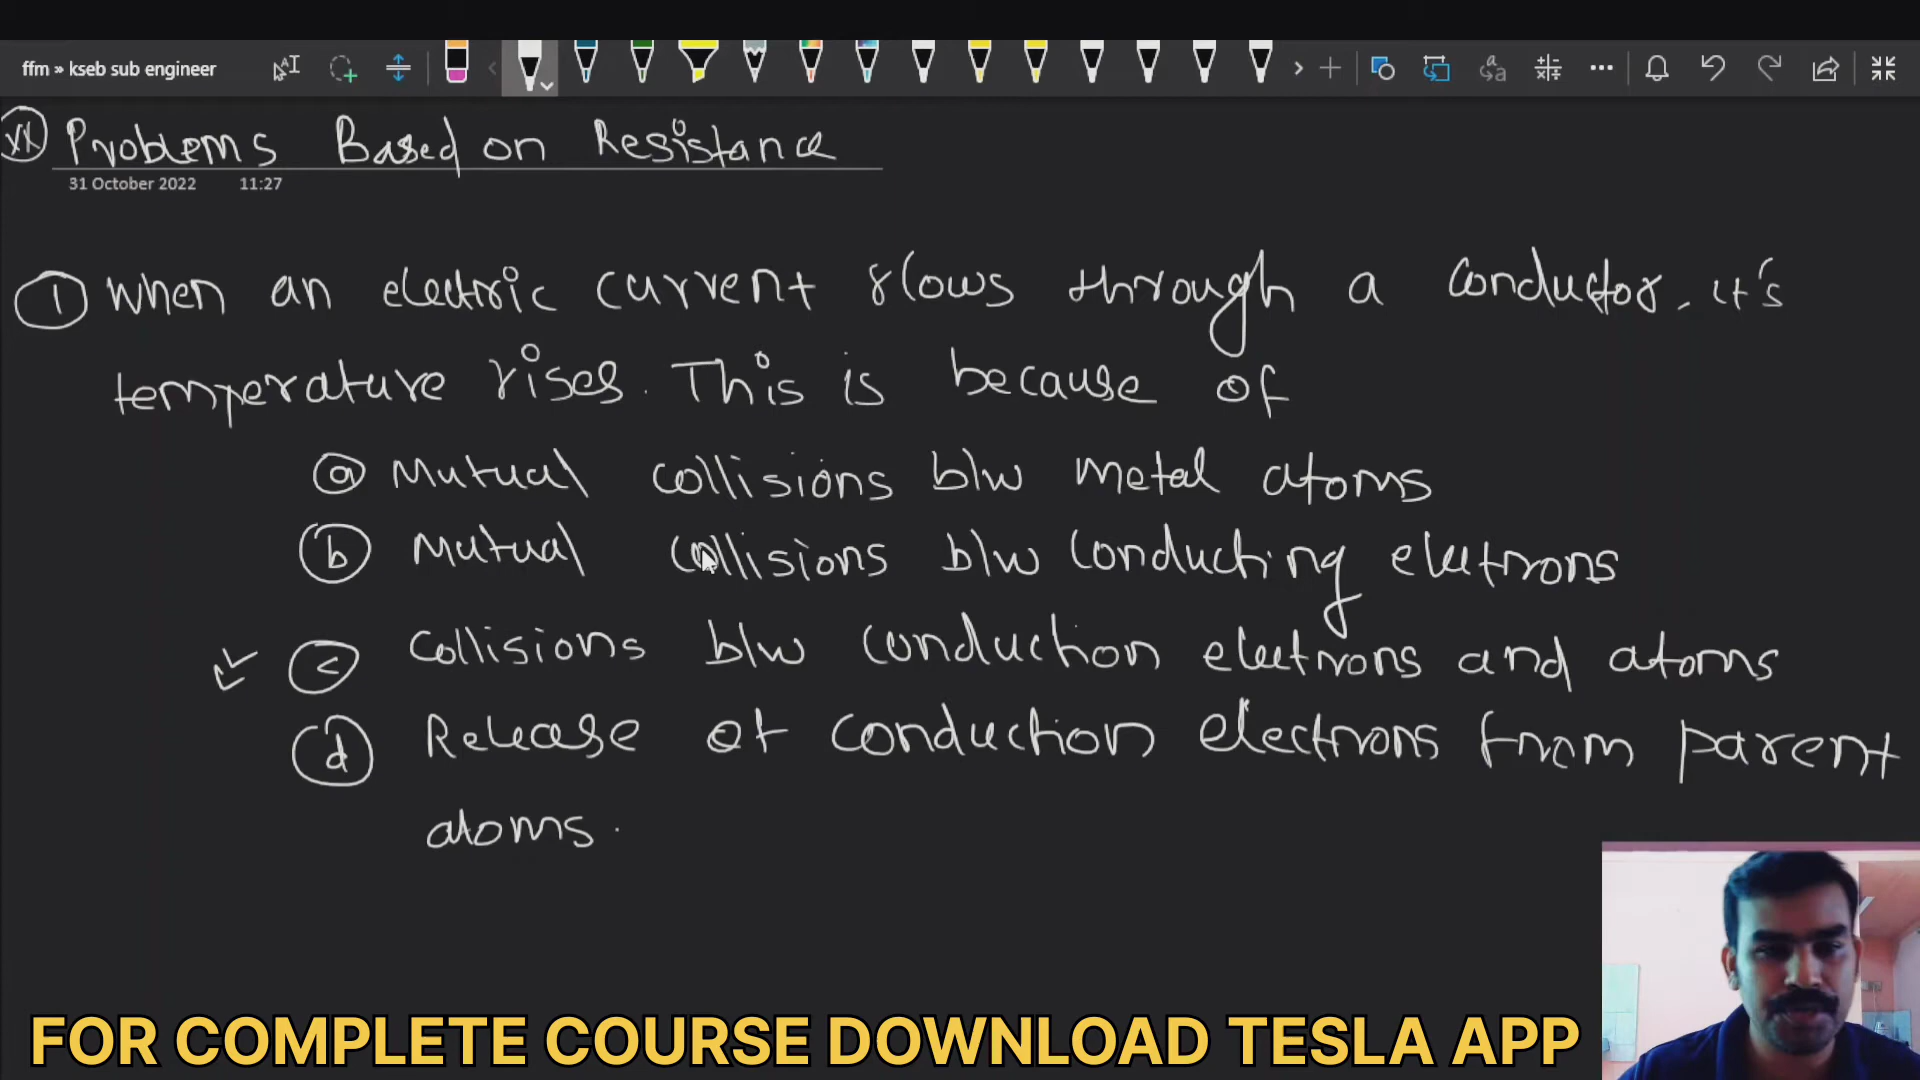 ffm » kseb sub engineer
Problems Based on Resistance
31 October 2022 11:27
① When an electric current flows through a conductor, it's
temperature rises. This is because of
ⓐ Mutual collisions b/w metal atoms
ⓑ Mutual collisions b/w conducting electrons
ⓒ Collisions b/w conduction electrons and atoms
ⓓ Release of conduction electrons from parent
atoms.
FOR COMPLETE COURSE DOWNLOAD TESLA APP